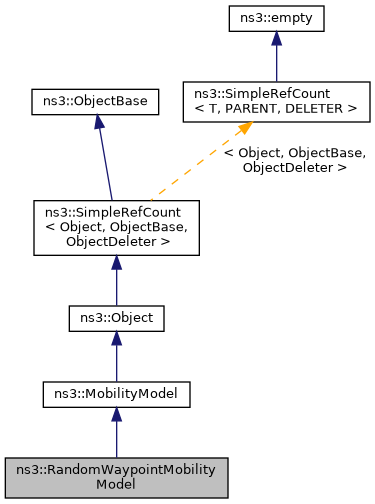 ns3::empty
ns3::ObjectBase
ns3::SimpleRefCount
< T, PARENT, DELETER >
< Object, ObjectBase,
ObjectDeleter >
ns3::SimpleRefCount
< Object, ObjectBase,
ObjectDeleter >
ns3::Object
ns3::MobilityModel
ns3::RandomWaypointMobility
Model